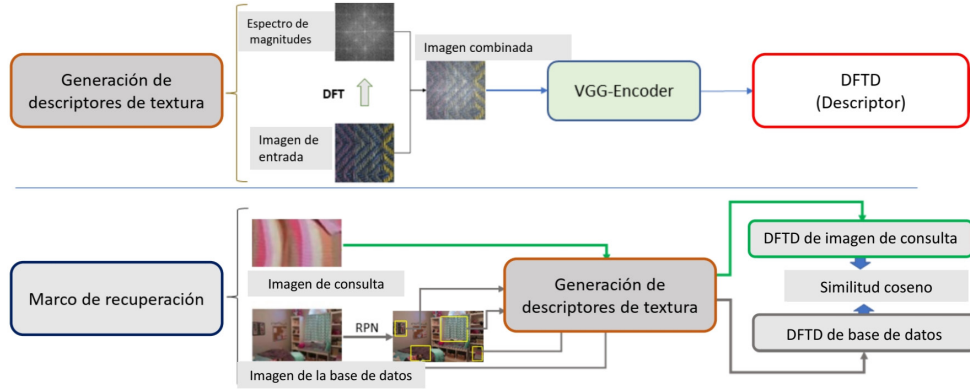 Espectro de
magnitudes
Imagen combinada
Generación de
descriptores de textura
DFT
VGG-Encoder
DFTD
(Descriptor)
Imagen de
entrada
DFTD de imagen de consulta
Imagen de consulta
Generación de
descriptores de textura
Similitud coseno
Marco de recuperación
RPN
DFTD de base de datos
Imagen de la base de datos